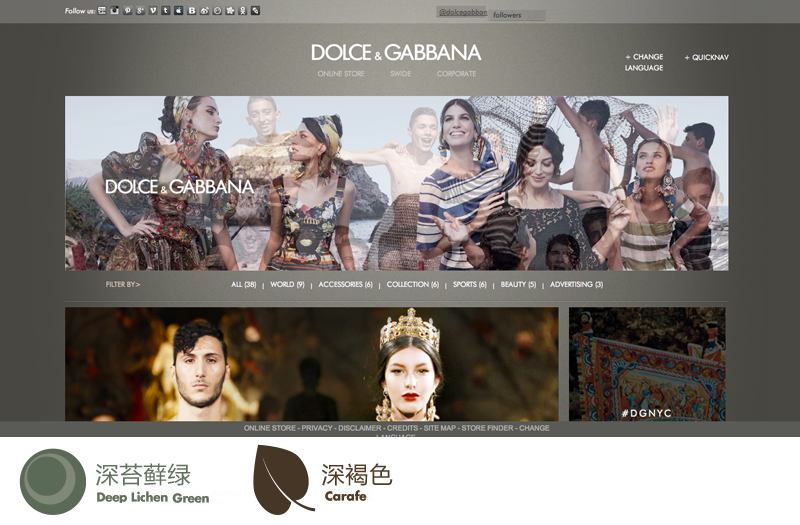 Follow us:
@dolcegabban
followers
DOLCE & GABBANA
ONLINE STORE SWIDE CORPORATE
+ CHANGE LANGUAGE
+ QUICKNAV
DOLCE & GABBANA
FILTER BY> ALL (38) | WORLD (9) | ACCESSORIES (6) | COLLECTION (6) | SPORTS (6) | BEAUTY (5) | ADVERTISING (3)
#DGNYC
ONLINE STORE - PRIVACY - DISCLAIMER - CREDITS - SITE MAP - STORE FINDER - CHANGE
LANGUAGE
深苔藓绿
Deep Lichen Green
深褐色
Carafe